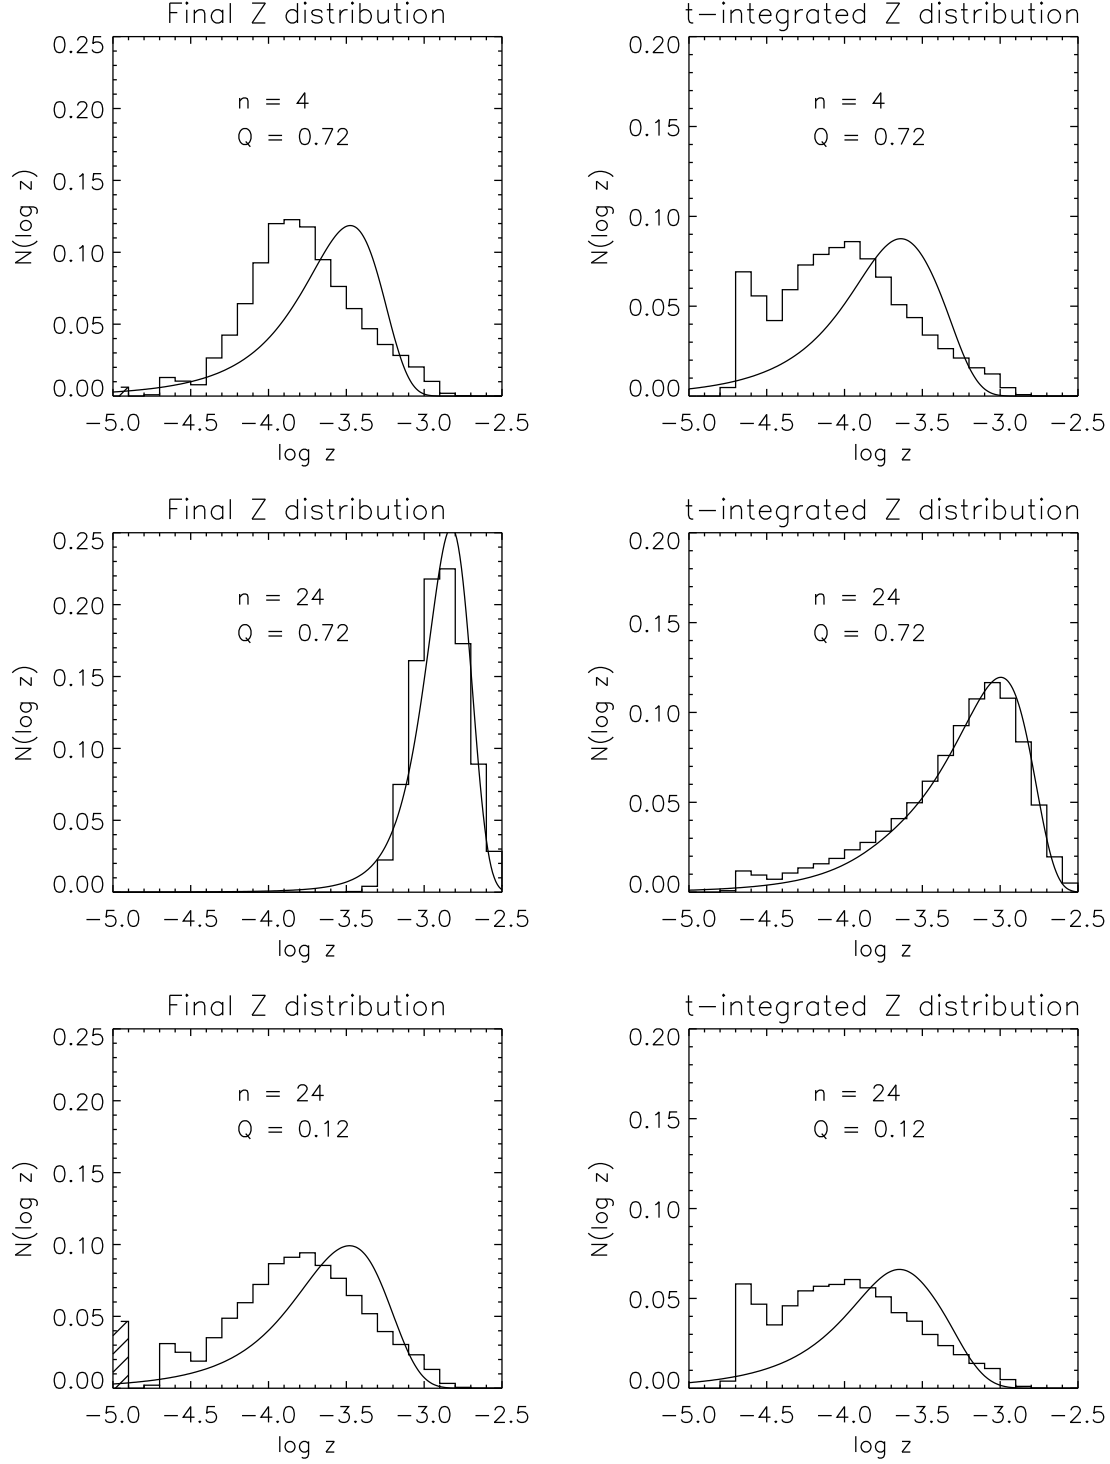 Final Z distribution
0.25
0.20
0.15
0.10
0.05
0.00
N(log z)
n = 4
Q = 0.72
−5.0 −4.5 −4.0 −3.5 −3.0 −2.5
log z
t−integrated Z distribution
0.20
0.15
0.10
0.05
0.00
N(log z)
n = 4
Q = 0.72
−5.0 −4.5 −4.0 −3.5 −3.0 −2.5
log z
Final Z distribution
0.25
0.20
0.15
0.10
0.05
0.00
N(log z)
n = 24
Q = 0.72
−5.0 −4.5 −4.0 −3.5 −3.0 −2.5
log z
t−integrated Z distribution
0.20
0.15
0.10
0.05
0.00
N(log z)
n = 24
Q = 0.72
−5.0 −4.5 −4.0 −3.5 −3.0 −2.5
log z
Final Z distribution
0.25
0.20
0.15
0.10
0.05
0.00
N(log z)
n = 24
Q = 0.12
−5.0 −4.5 −4.0 −3.5 −3.0 −2.5
log z
t−integrated Z distribution
0.20
0.15
0.10
0.05
0.00
N(log z)
n = 24
Q = 0.12
−5.0 −4.5 −4.0 −3.5 −3.0 −2.5
log z